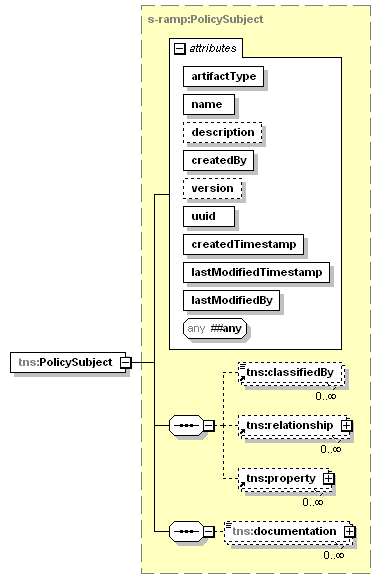 s-ramp:PolicySubject
attributes
artifactType
name
description
createdBy
version
uuid
createdTimestamp
lastModifiedTimestamp
lastModifiedBy
any ##any
tns:PolicySubject
tns:classifiedBy
0..∞
tns:relationship
0..∞
tns:property
0..∞
tns:documentation
0..∞